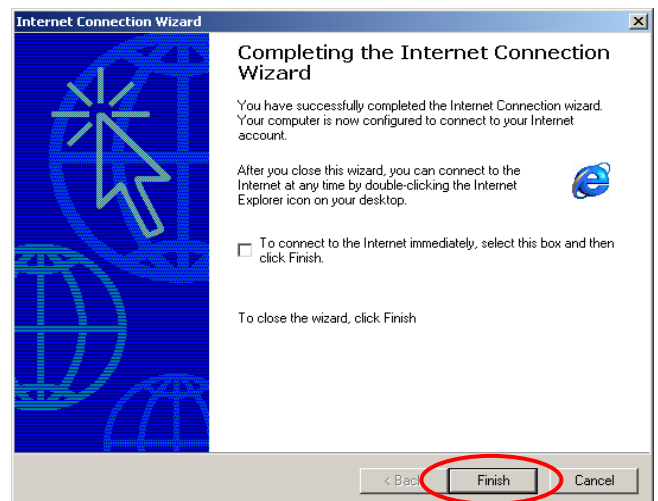 Internet Connection Wizard
Completing the Internet Connection
Wizard
You have successfully completed the Internet Connection wizard.
Your computer is now configured to connect to your Internet
account.
After you close this wizard, you can connect to the
Internet at any time by double-clicking the Internet
Explorer icon on your desktop.
To connect to the Internet immediately, select this box and then
click Finish.
To close the wizard, click Finish
< Back Finish Cancel